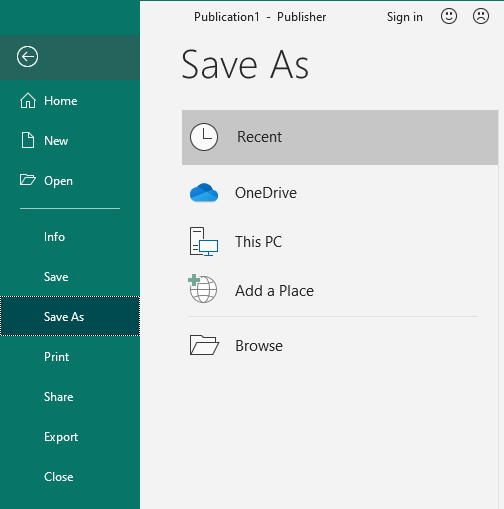 Publication1 - Publisher
Sign in
Save As
Home
New
Open
Info
Save
Save As
Print
Share
Export
Close
Recent
OneDrive
This PC
Add a Place
Browse